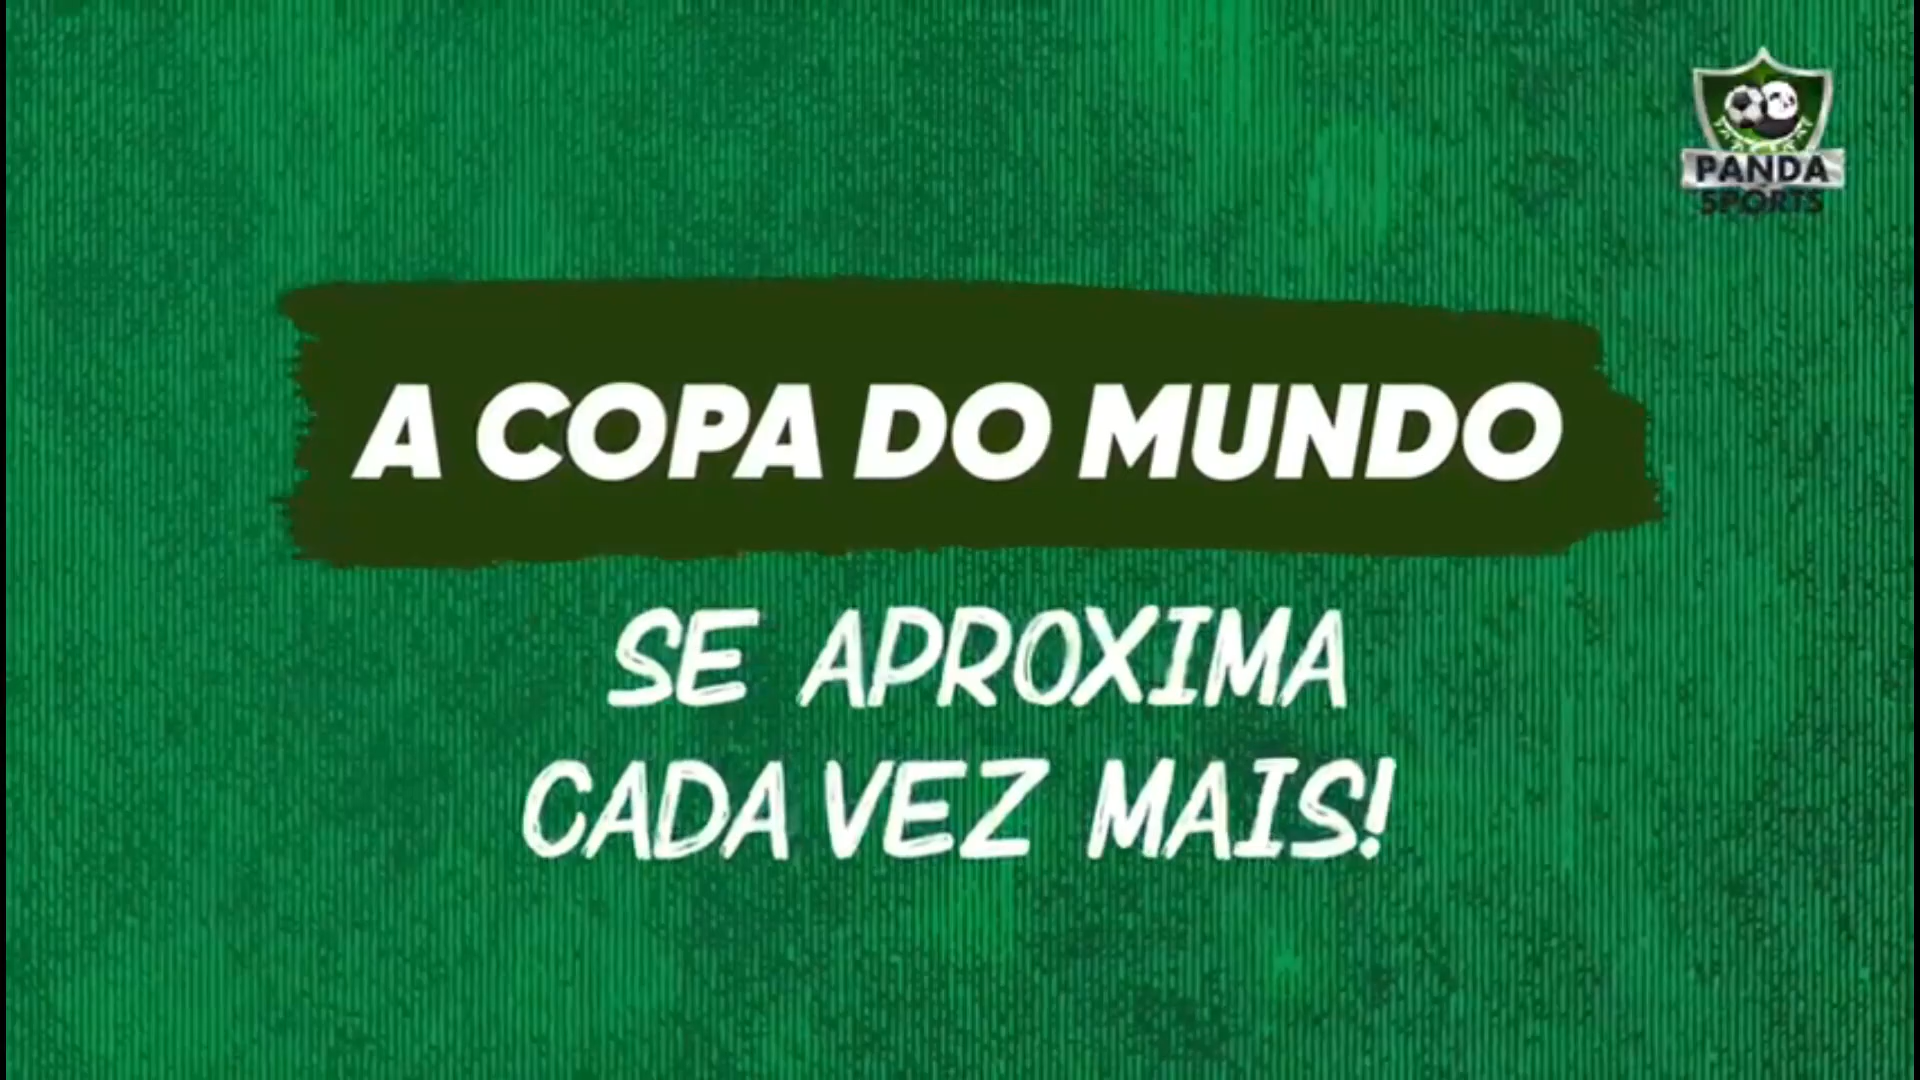 PANDA
SPORTS
A COPA DO MUNDO
SE APROXIMA
CADA VEZ MAIS!